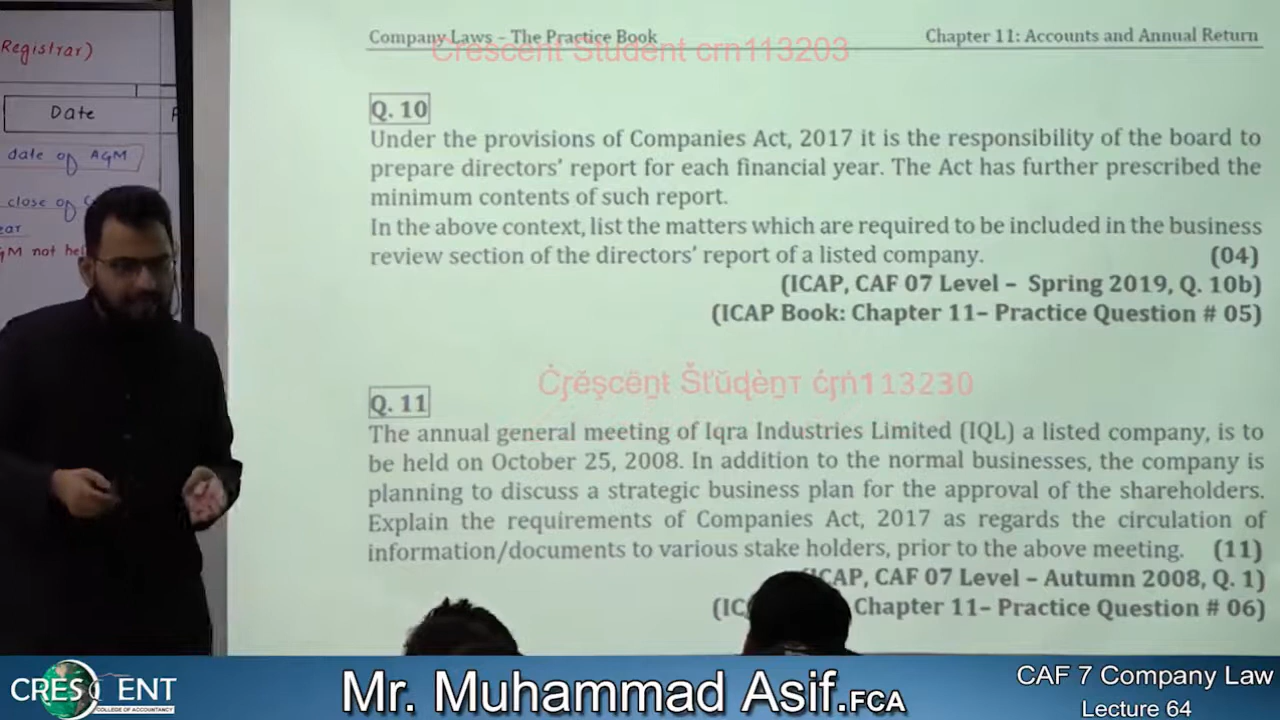 Registrar)
Date
date of AGM
close of
ear
GM not hel
Company Laws – The Practice Book
Chapter 11: Accounts and Annual Return
Crescent Student crn113203
Q. 10
Under the provisions of Companies Act, 2017 it is the responsibility of the board to
prepare directors' report for each financial year. The Act has further prescribed the
minimum contents of such report.
In the above context, list the matters which are required to be included in the business
review section of the directors' report of a listed company. (04)
(ICAP, CAF 07 Level – Spring 2019, Q. 10b)
(ICAP Book: Chapter 11– Practice Question # 05)
Q. 11
The annual general meeting of Iqra Industries Limited (IQL) a listed company, is to
be held on October 25, 2008. In addition to the normal businesses, the company is
planning to discuss a strategic business plan for the approval of the shareholders.
Explain the requirements of Companies Act, 2017 as regards the circulation of
information/documents to various stake holders, prior to the above meeting. (11)
CAP, CAF 07 Level – Autumn 2008, Q. 1)
(IC Chapter 11– Practice Question # 06)
CRESCENT
COLLEGE OF ACCOUNTANCY
Mr. Muhammad Asif.FCA
CAF 7 Company Law
Lecture 64